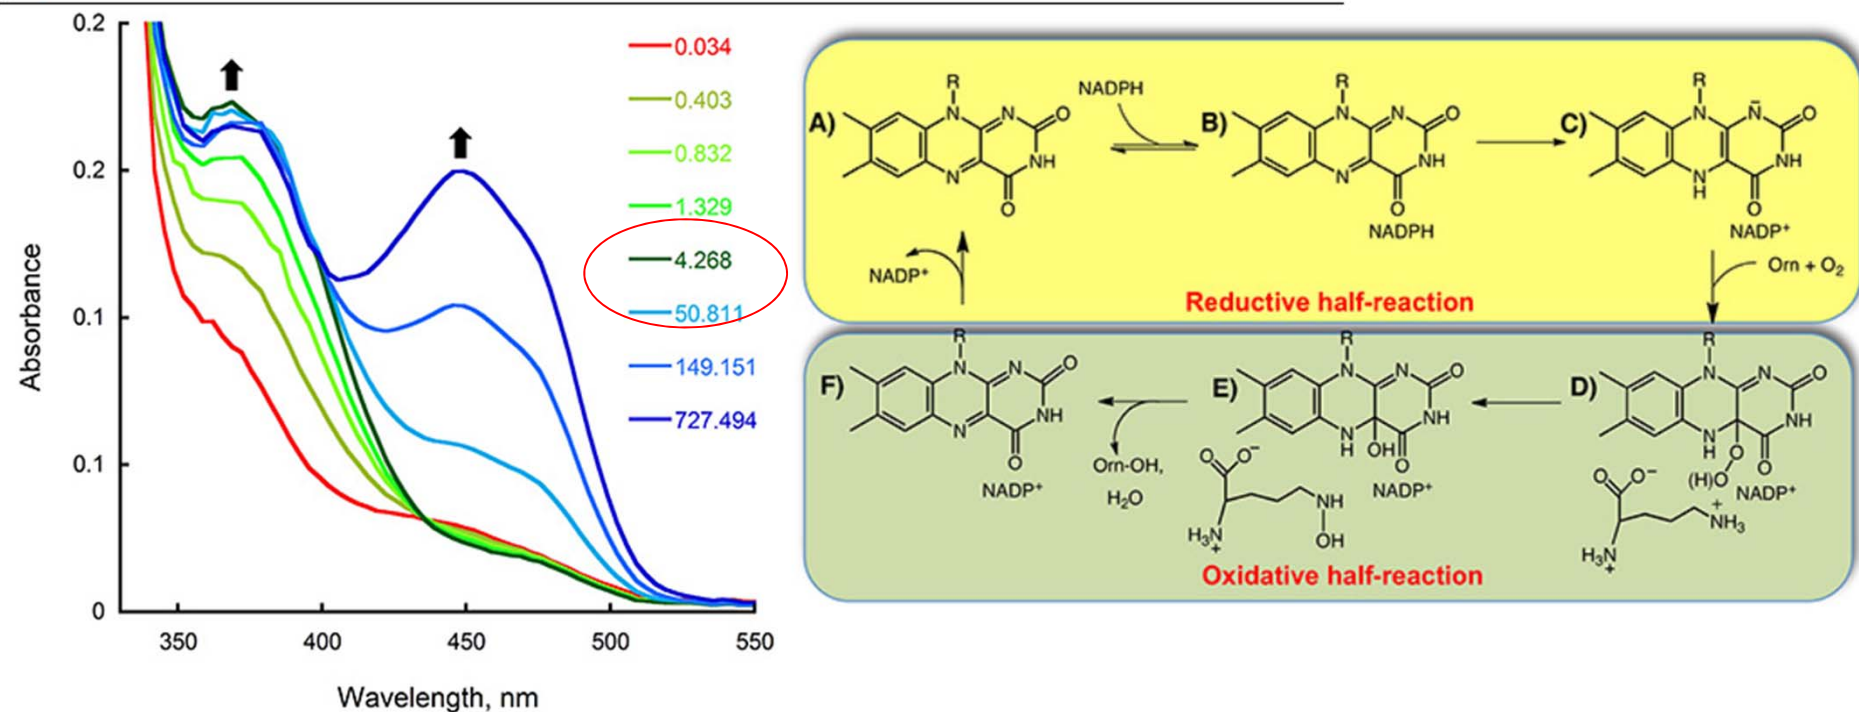 0.2
0.2
0.1
0.1
0
350
400
450
500
550
Absorbance
Wavelength, nm
0.034
0.403
0.832
1.329
4.268
50.811
149.151
727.494
A)
R
N
N
O
NH
N
O
NADPH
B)
R
N
N
O
NH
N
O
NADPH
C)
R
N
N̄
O
NH
N
H
O
NADP⁺
NADP⁺
Orn + O₂
Reductive half-reaction
F)
R
N
N
O
NH
N
O
NADP⁺
Orn-OH,
H₂O
E)
R
N
N
O
NH
N
H
OH
O
NADP⁺
O
O⁻
NH
OH
H₃N
+
D)
R
N
N
O
NH
N
H
O
O
(H)O
NADP⁺
O
O⁻
+
NH₃
H₃N
+
Oxidative half-reaction